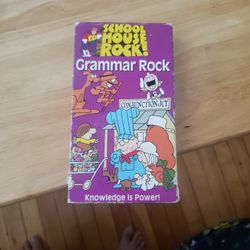 SCHOOL
HOUSE
ROCK!
Grammar Rock
CONJUNCTION JCT.
Knowledge Is Power!